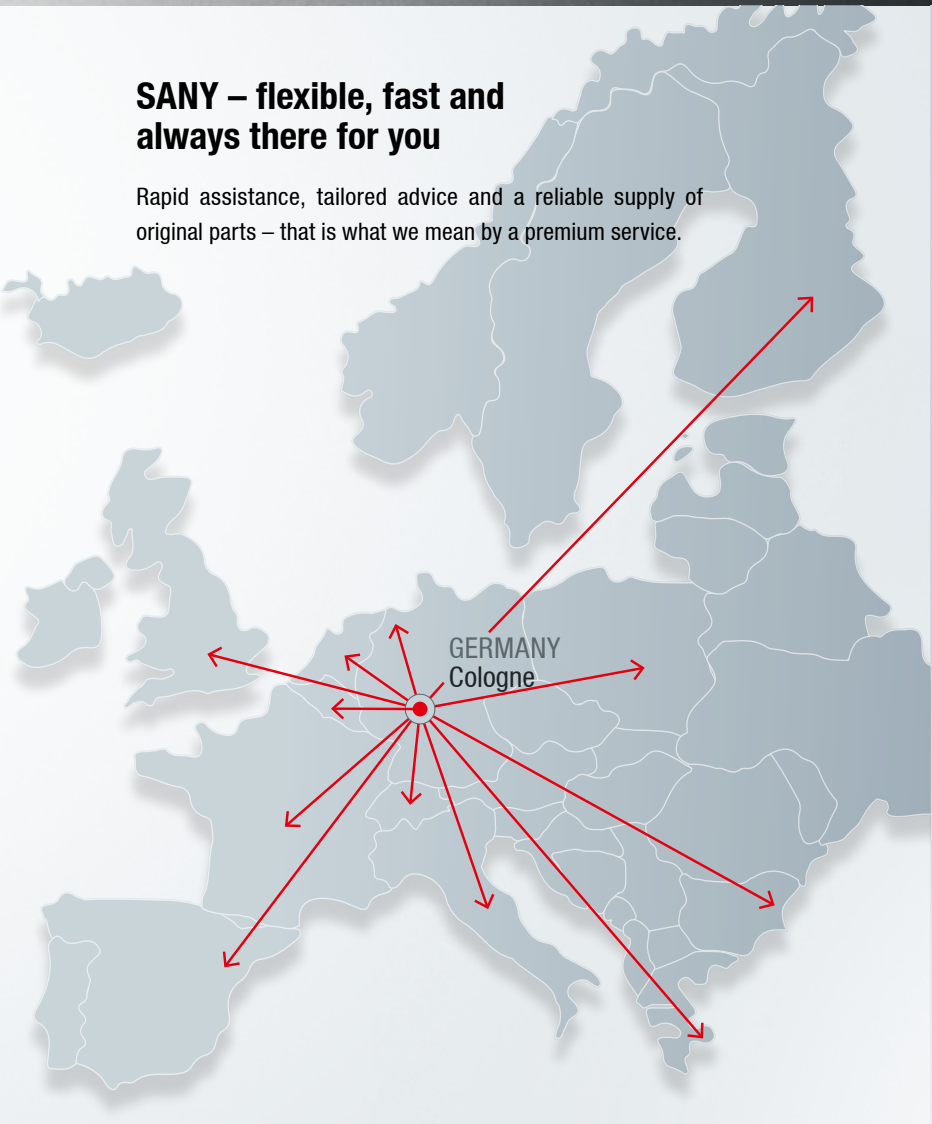 SANY – flexible, fast and
always there for you
Rapid assistance, tailored advice and a reliable supply of
original parts – that is what we mean by a premium service.
GERMANY
Cologne